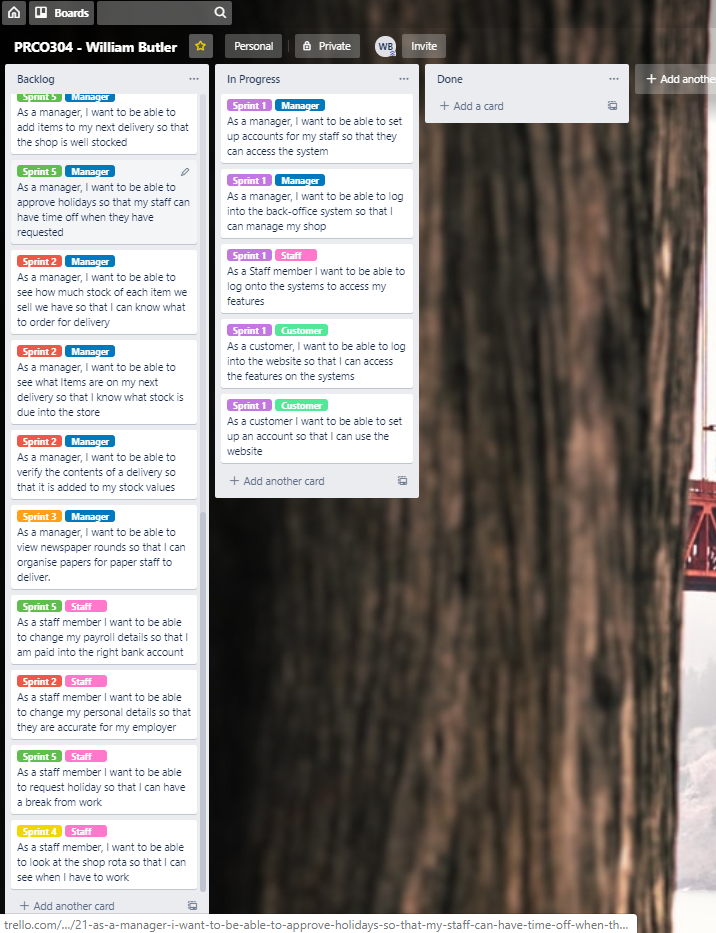 Boards
PRCO304 - William Butler
Personal
Private
WB
Invite
Backlog
Sprint 5 Manager
As a manager, I want to be able to
add items to my next delivery so that
the shop is well stocked
Sprint 5 Manager
As a manager, I want to be able to
approve holidays so that my staff can
have time off when they have
requested
Sprint 2 Manager
As a manager, I want to be able to
see how much stock of each item we
sell we have so that I can know what
to order for delivery
Sprint 2 Manager
As a manager, I want to be able to
see what Items are on my next
delivery so that I know what stock is
due into the store
Sprint 2 Manager
As a manager, I want to be able to
verify the contents of a delivery so
that it is added to my stock values
Sprint 3 Manager
As a manager, I want to be able to
view newspaper rounds so that I can
organise papers for paper staff to
deliver.
Sprint 5 Staff
As a staff member I want to be able
to change my payroll details so that I
am paid into the right bank account
Sprint 2 Staff
As a staff member I want to be able
to change my personal details so that
they are accurate for my employer
Sprint 5 Staff
As a staff member I want to be able
to request holiday so that I can have
a break from work
Sprint 4 Staff
As a staff member, I want to be able
to look at the shop rota so that I can
see when I have to work
+ Add another card
In Progress
Sprint 1 Manager
As a manager, I want to be able to set
up accounts for my staff so that they
can access the system
Sprint 1 Manager
As a manager, I want to be able to log
into the back-office system so that I
can manage my shop
Sprint 1 Staff
As a Staff member I want to be able to
log onto the systems to access my
features
Sprint 1 Customer
As a customer, I want to be able to log
into the website so that I can access
the features on the systems
Sprint 1 Customer
As a customer I want to be able to set
up an account so that I can use the
website
+ Add another card
Done
+ Add a card
+ Add anothe
trello.com/.../21-as-a-manager-i-want-to-be-able-to-approve-holidays-so-that-my-staff-can-have-time-off-when-th...